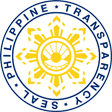 PHILIPPINE • TRANSPARENCY • SEAL •